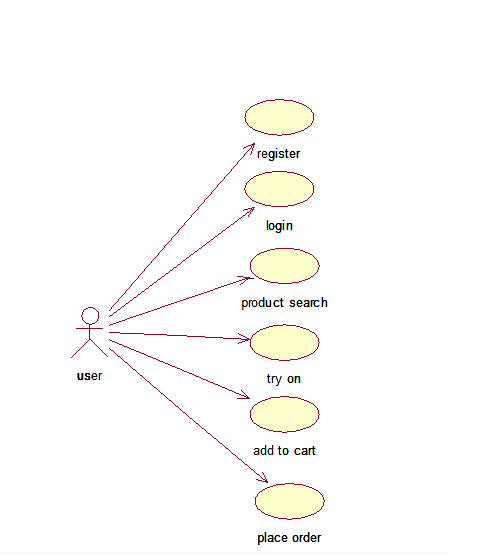 register
login
product search
user
try on
add to cart
place order